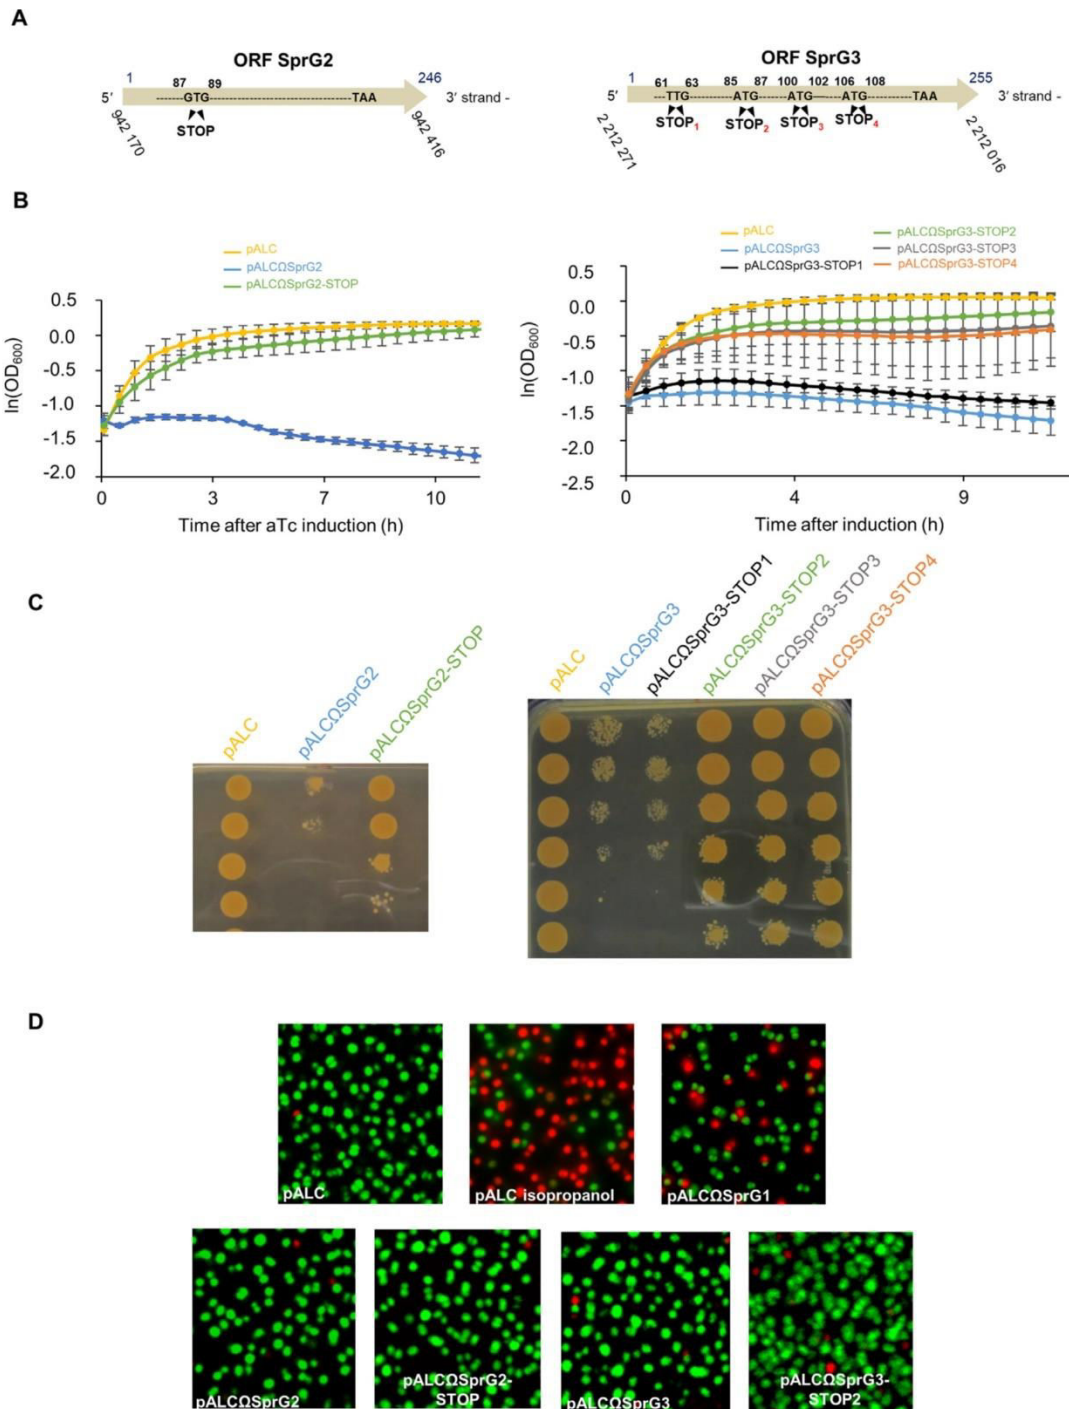 A
ORF SprG2
1
87 89
246
5′
GTG
TAA
3′ strand -
STOP
942 170
942 416
ORF SprG3
1
61 63 85 87 100 102 106 108
255
5′
TTG ATG ATG ATG TAA
3′ strand -
STOP1 STOP2 STOP3 STOP4
2 212 271
2 212 016
B
pALC
pALCΩSprG2
pALCΩSprG2-STOP
ln(OD600)
0.5
0.0
-0.5
-1.0
-1.5
-2.0
0 3 7 10
Time after aTc induction (h)
pALC
pALCΩSprG3
pALCΩSprG3-STOP1
pALCΩSprG3-STOP2
pALCΩSprG3-STOP3
pALCΩSprG3-STOP4
ln(OD600)
0.5
0.0
-0.5
-1.0
-1.5
-2.0
-2.5
0 4 9
Time after induction (h)
C
pALC
pALCΩSprG2
pALCΩSprG2-STOP
pALC
pALCΩSprG3
pALCΩSprG3-STOP1
pALCΩSprG3-STOP2
pALCΩSprG3-STOP3
pALCΩSprG3-STOP4
D
pALC
pALC isopropanol
pALCΩSprG1
pALCΩSprG2
pALCΩSprG2-
STOP
pALCΩSprG3
pALCΩSprG3-
STOP2